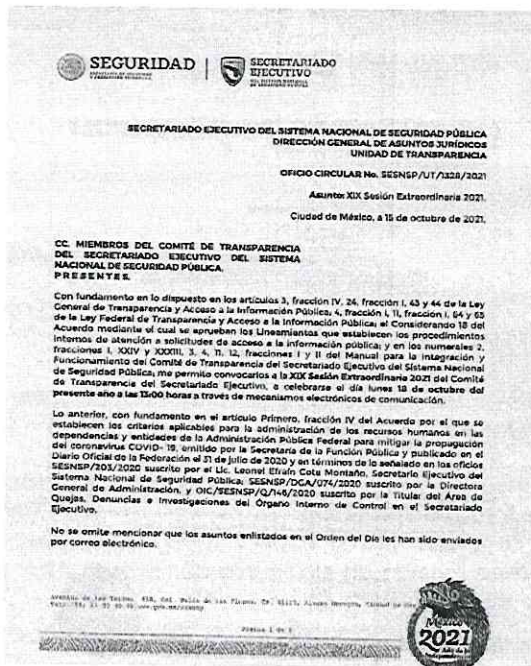 SEGURIDAD
SECRETARIADO
EJECUTIVO
SECRETARIADO EJECUTIVO DEL SISTEMA NACIONAL DE SEGURIDAD PÚBLICA
DIRECCIÓN GENERAL DE ASUNTOS JURÍDICOS
UNIDAD DE TRANSPARENCIA
OFICIO CIRCULAR No. SESNSP/UT/1328/2021
Asunto: XIX Sesión Extraordinaria 2021.
Ciudad de México, a 15 de octubre de 2021.
CC. MIEMBROS DEL COMITÉ DE TRANSPARENCIA
DEL SECRETARIADO EJECUTIVO DEL SISTEMA
NACIONAL DE SEGURIDAD PÚBLICA.
PRESENTES.
Con fundamento en lo dispuesto en los artículos 3, fracción IV, 24, fracción I, 43 y 44 de la Ley
General de Transparencia y Acceso a la Información Pública; 4, fracción I, 11, fracción I, 64 y 65
de la Ley Federal de Transparencia y Acceso a la Información Pública; el Considerando 18 del
Acuerdo mediante el cual se aprueban los Lineamientos que establecen los procedimientos
internos de atención a solicitudes de acceso a la información pública; y en los numerales 2,
fracciones I, XXIV y XXXIII, 3, 4, 11, 12, fracciones I y II del Manual para la Integración y
Funcionamiento del Comité de Transparencia del Secretariado Ejecutivo del Sistema Nacional
de Seguridad Pública, me permito convocarlos a la XIX Sesión Extraordinaria 2021 del Comité
de Transparencia del Secretariado Ejecutivo, a celebrarse el día lunes 18 de octubre del
presente año a las 13:00 horas a través de mecanismos electrónicos de comunicación.
Lo anterior, con fundamento en el artículo Primero, fracción IV del Acuerdo por el que se
establecen los criterios aplicables para la administración de los recursos humanos en las
dependencias y entidades de la Administración Pública Federal para mitigar la propagación
del coronavirus COVID- 19, emitido por la Secretaría de la Función Pública y publicado en el
Diario Oficial de la Federación el 31 de julio de 2020 y en términos de lo señalado en los oficios
SESNSP/203/2020 suscrito por el Lic. Leonel Efraín Cota Montaño, Secretario Ejecutivo del
Sistema Nacional de Seguridad Pública; SESNSP/DGA/074/2020 suscrito por la Directora
General de Administración, y OIC/SESNSP/Q/146/2020 suscrito por la Titular del Área de
Quejas, Denuncias e Investigaciones del Órgano Interno de Control en el Secretariado
Ejecutivo.
No se omite mencionar que los asuntos enlistados en el Orden del Día les han sido enviados
por correo electrónico.
Página 1 de
México
2021
Año de la
Independencia